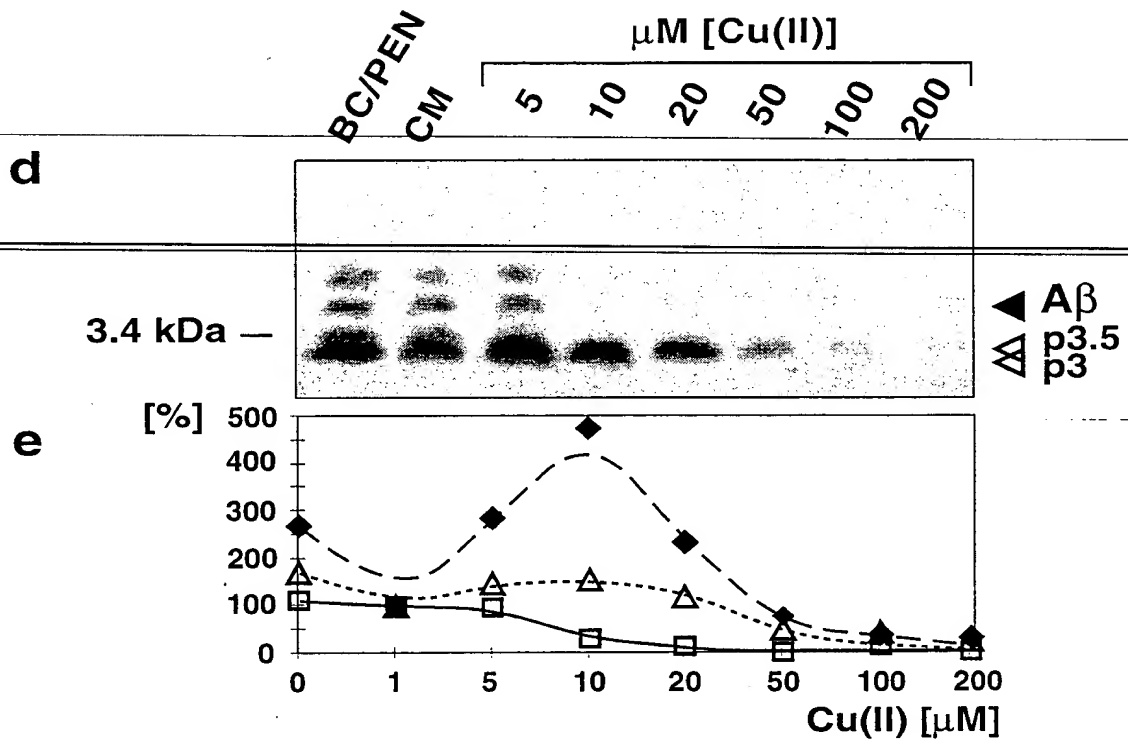 μM [Cu(II)]
BC/PEN CM 5 10 20 50 100 200
d
3.4 kDa
Aβ
p3.5
p3
e
[%]
500
400
300
200
100
0
0 1 5 10 20 50 100 200
Cu(II) [μM]